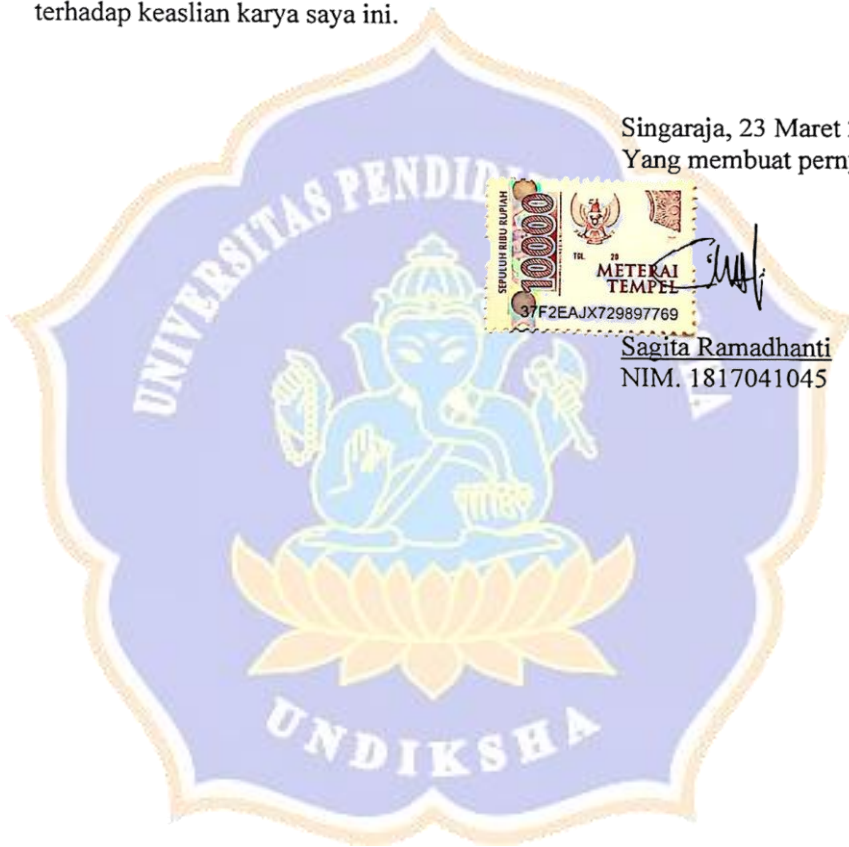 terhadap keaslian karya saya ini.
Singaraja, 23 Maret
Yang membuat
UNIVERSITAS
SEPULUH RIBU RUPIAH
10000
TGL. 20
METERAI
TEMPEL
37F2EAJX729897769
Sagita Ramadhanti
NIM. 1817041045
UNDIKSHA